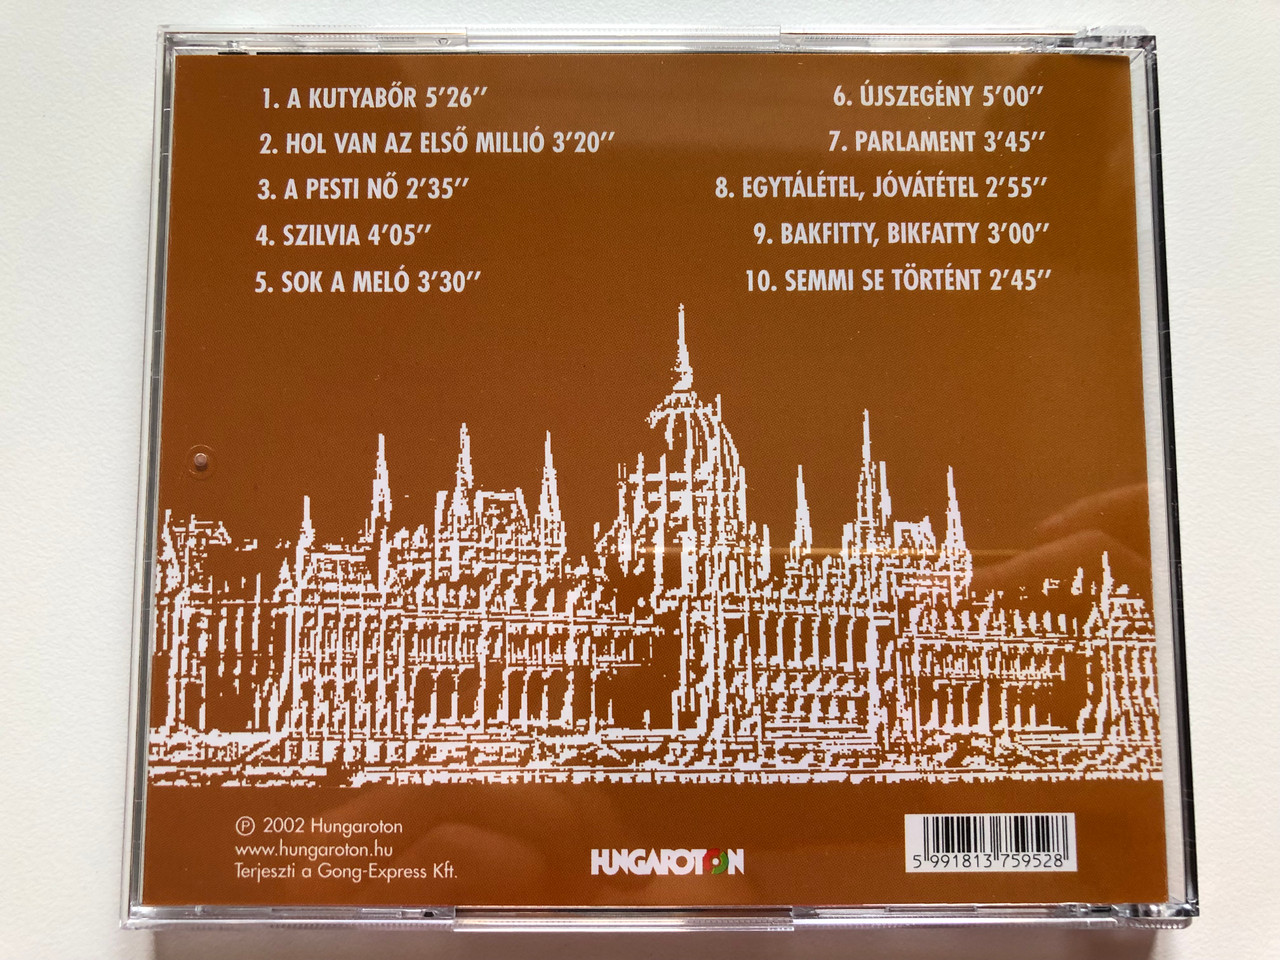 1. A KUTYABŐR 5’26’’
2. HOL VAN AZ ELSŐ MILLIÓ 3’20’’
3. A PESTI NŐ 2’35’’
4. SZILVIA 4’05’’
5. SOK A MELÓ 3’30’’
6. ÚJSZEGÉNY 5’00’’
7. PARLAMENT 3’45’’
8. EGYTÁLÉTEL, JÓVÁTÉTEL 2’55’’
9. BAKFITTY, BIKFATTY 3’00’’
10. SEMMI SE TÖRTÉNT 2’45’’
Ⓟ 2002 Hungaroton
www.hungaroton.hu
Terjeszti a Gong-Express Kft.
HUNGAROTON
5 991813 759528